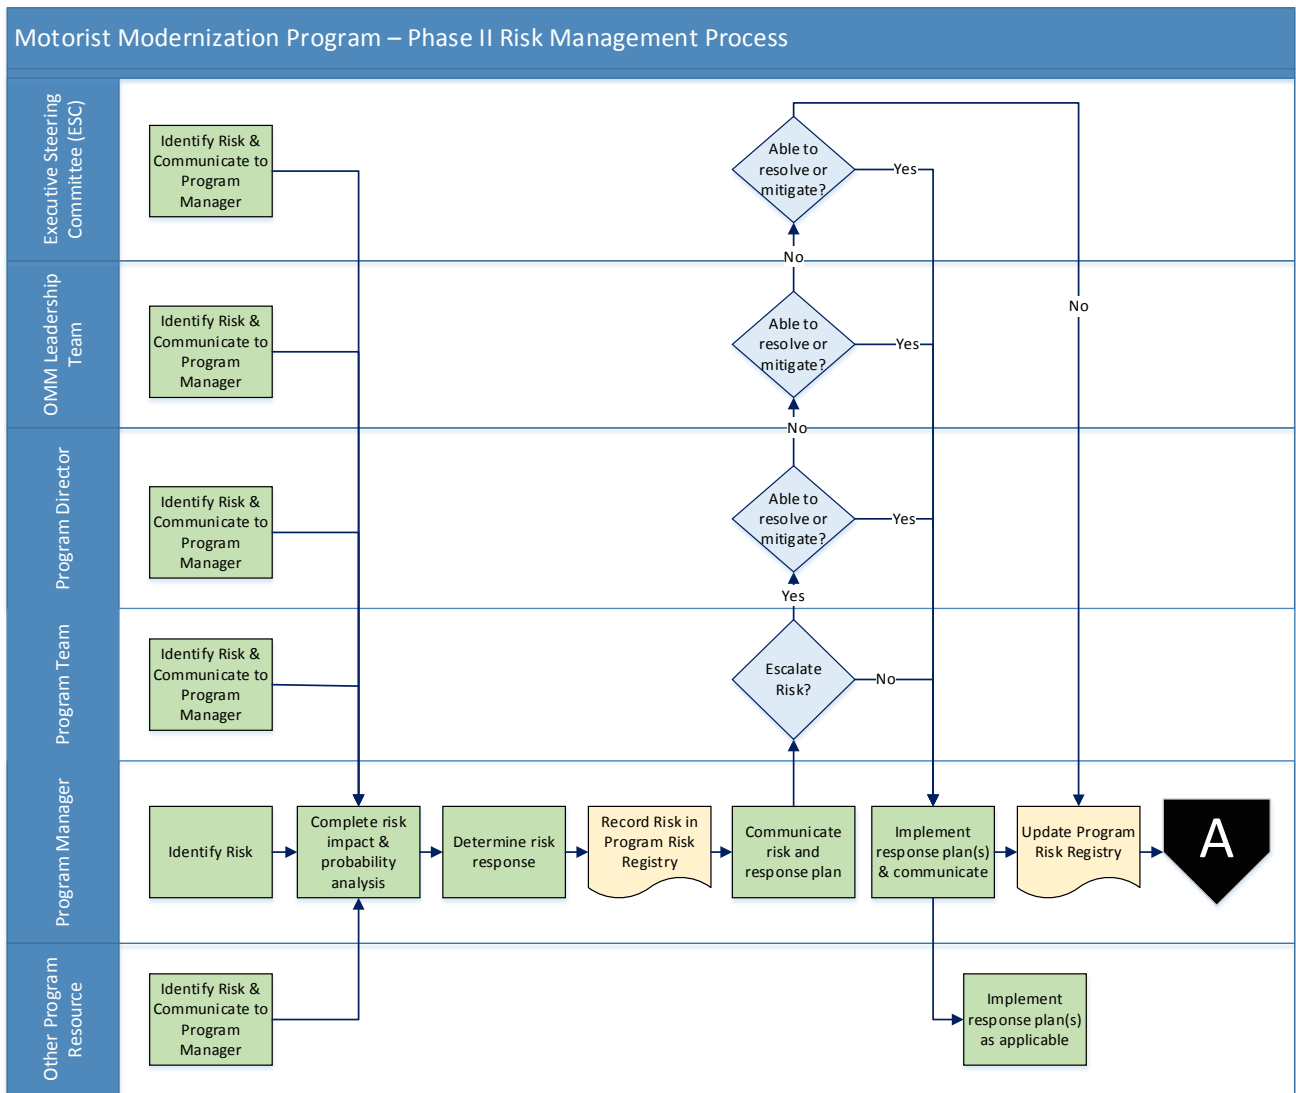 Motorist Modernization Program – Phase II Risk Management Process
Executive Steering
Committee (ESC)
Identify Risk &
Communicate to
Program
Manager
Able to
resolve or
mitigate?
Yes
No
OMM Leadership
Team
Identify Risk &
Communicate to
Program
Manager
Able to
resolve or
mitigate?
Yes
No
No
Program Director
Identify Risk &
Communicate to
Program
Manager
Able to
resolve or
mitigate?
Yes
Yes
Program Team
Identify Risk &
Communicate to
Program
Manager
Escalate
Risk?
No
Program Manager
Identify Risk
Complete risk
impact &
probability
analysis
Determine risk
response
Record Risk in
Program Risk
Registry
Communicate
risk and
response plan
Implement
response plan(s)
& communicate
Update Program
Risk Registry
A
Other Program
Resource
Identify Risk &
Communicate to
Program
Manager
Implement
response plan(s)
as applicable